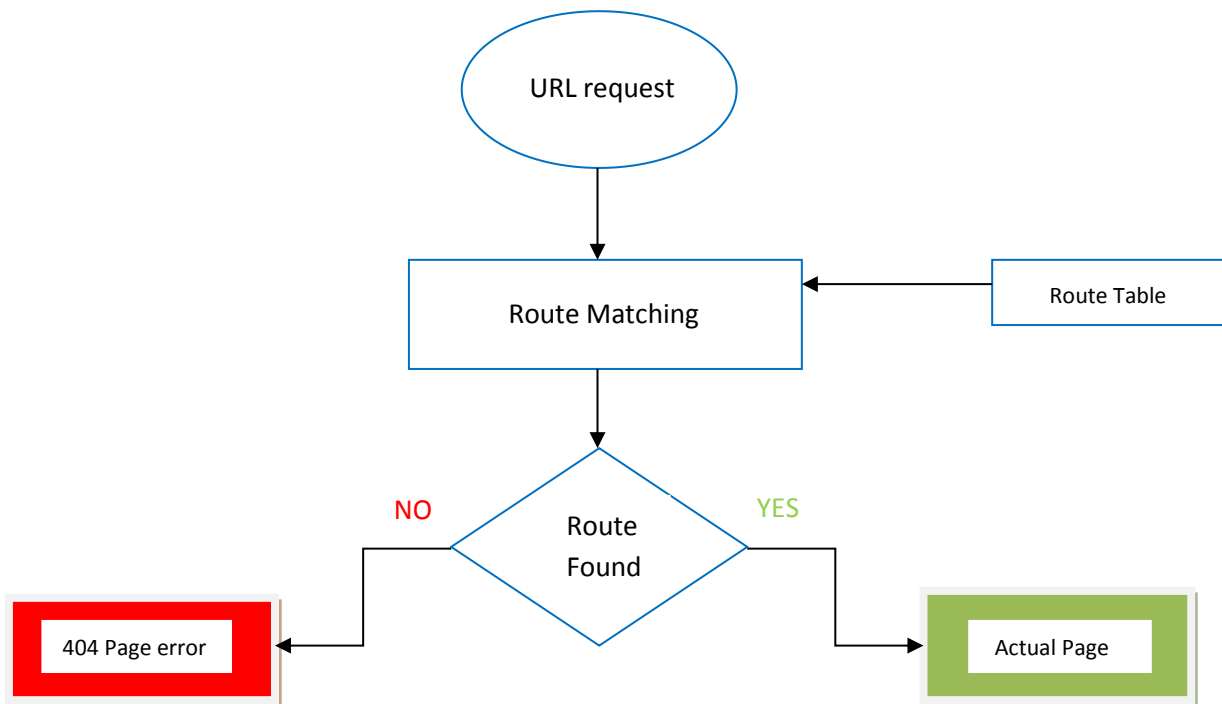 URL request
Route Matching
Route Table
NO
YES
Route
Found
404 Page error
Actual Page